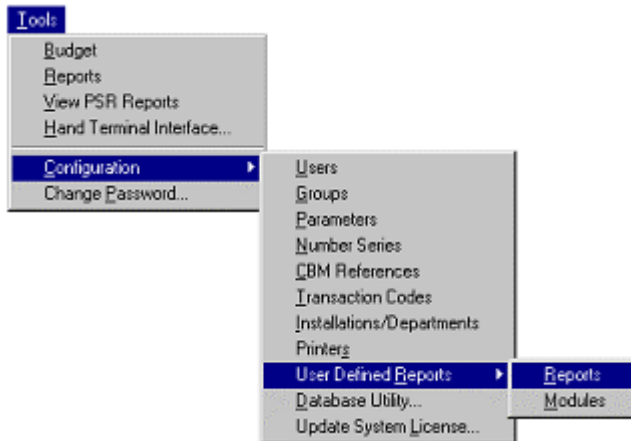 Tools
Budget
Reports
View PSR Reports
Hand Terminal Interface...
Configuration
Change Password...
Users
Groups
Parameters
Number Series
CBM References
Transaction Codes
Installations/Departments
Printers
User Defined Reports
Database Utility...
Update System License...
Reports
Modules